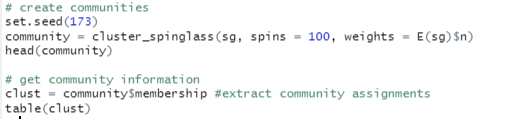 # create communities
set.seed(173)
community = cluster_spinglass(sg, spins = 100, weights = E(sg)$n)
head(community)
# get community information
clust = community$membership #extract community assignments
table(clust)